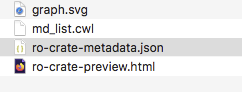 graph.svg
md_list.cwl
ro-crate-metadata.json
ro-crate-preview.html